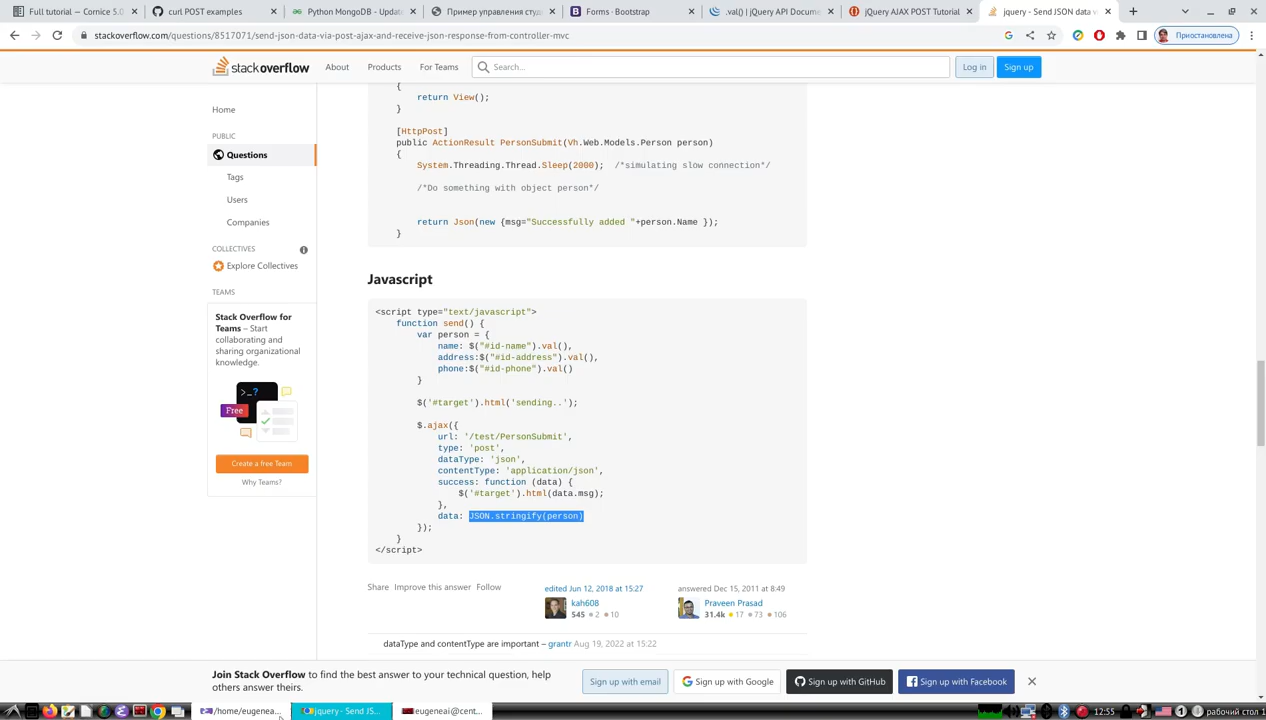 Full tutorial — Cornice 5.0
curl POST examples
Python MongoDB - Update
Пример управления студ
Forms · Bootstrap
.val() | jQuery API Docume
jQuery AJAX POST Tutorial
jquery - Send JSON data v
stackoverflow.com/questions/8517071/send-json-data-via-post-ajax-and-receive-json-response-from-controller-mvc
Приостановлена
stackoverflow
About
Products
For Teams
Search...
Log in
Sign up
Home
PUBLIC
Questions
Tags
Users
Companies
COLLECTIVES
Explore Collectives
TEAMS
Stack Overflow for
Teams – Start
collaborating and
sharing organizational
knowledge.
>_?
Free
Create a free Team
Why Teams?
{
return View();
}
[HttpPost]
public ActionResult PersonSubmit(Vh.Web.Models.Person person)
{
System.Threading.Thread.Sleep(2000);  /*simulating slow connection*/
/*Do something with object person*/
return Json(new {msg="Successfully added "+person.Name });
}
Javascript
<script type="text/javascript">
function send() {
var person = {
name: $("#id-name").val(),
address:$("#id-address").val(),
phone:$("#id-phone").val()
}
$('#target').html('sending..');
$.ajax({
url: '/test/PersonSubmit',
type: 'post',
dataType: 'json',
contentType: 'application/json',
success: function (data) {
$('#target').html(data.msg);
},
data: JSON.stringify(person)
});
}
</script>
Share Improve this answer Follow
edited Jun 12, 2018 at 15:27
kah608
545 2 10
answered Dec 15, 2011 at 8:49
Praveen Prasad
31.4k 17 73 106
dataType and contentType are important – grantr Aug 19, 2022 at 15:22
Join Stack Overflow to find the best answer to your technical question, help
others answer theirs.
Sign up with email
Sign up with Google
Sign up with GitHub
Sign up with Facebook
/home/eugenea...
jquery - Send JS...
eugeneai@cent...
12:55
рабочий стол 1